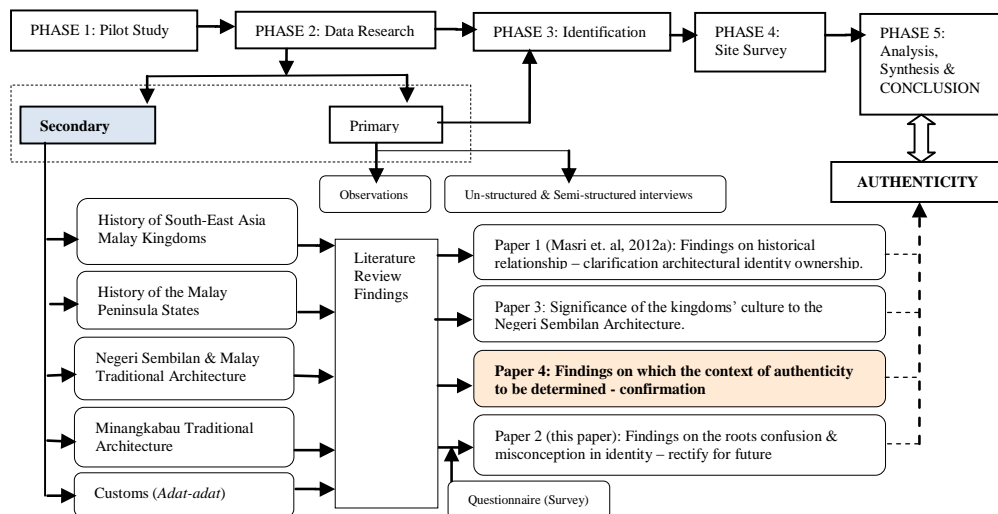 PHASE 1: Pilot Study
PHASE 2: Data Research
PHASE 3: Identification
PHASE 4:
Site Survey
PHASE 5:
Analysis,
Synthesis &
CONCLUSION
Secondary
Primary
Observations
Un-structured & Semi-structured interviews
AUTHENTICITY
History of South-East Asia
Malay Kingdoms
History of the Malay
Peninsula States
Negeri Sembilan & Malay
Traditional Architecture
Minangkabau Traditional
Architecture
Customs (Adat-adat)
Literature
Review
Findings
Paper 1 (Masri et. al, 2012a): Findings on historical
relationship – clarification architectural identity ownership.
Paper 3: Significance of the kingdoms' culture to the
Negeri Sembilan Architecture.
Paper 4: Findings on which the context of authenticity
to be determined - confirmation
Paper 2 (this paper): Findings on the roots confusion &
misconception in identity – rectify for future
Questionnaire (Survey)